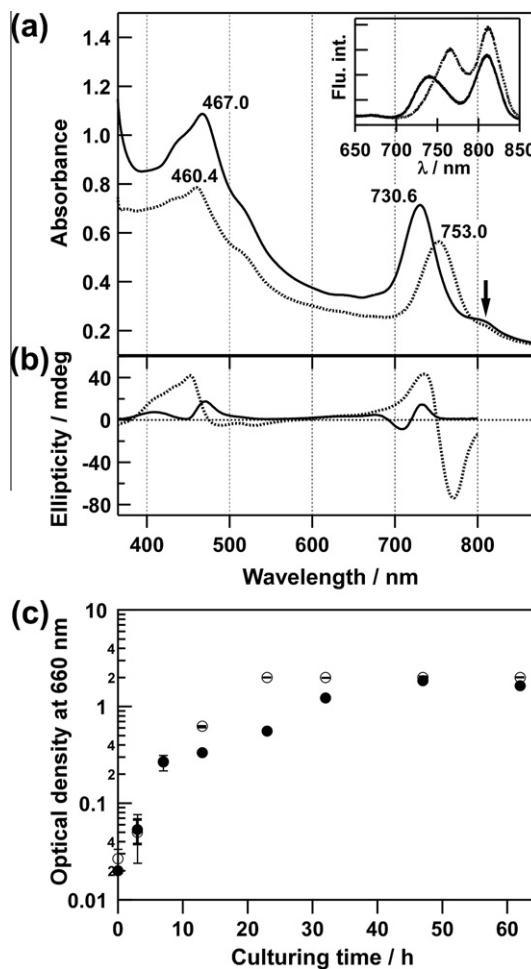 (a)
1.4
1.2
1.0
0.8
0.6
0.4
0.2
Absorbance
467.0
460.4
730.6
753.0
Flu. int.
650 700 750 800 850
λ / nm
(b)
40
0
-40
-80
Ellipticity / mdeg
400 500 600 700 800
Wavelength / nm
(c)
10
4
2
1
4
2
0.1
4
2
0.01
Optical density at 660 nm
0 10 20 30 40 50 60
Culturing time / h